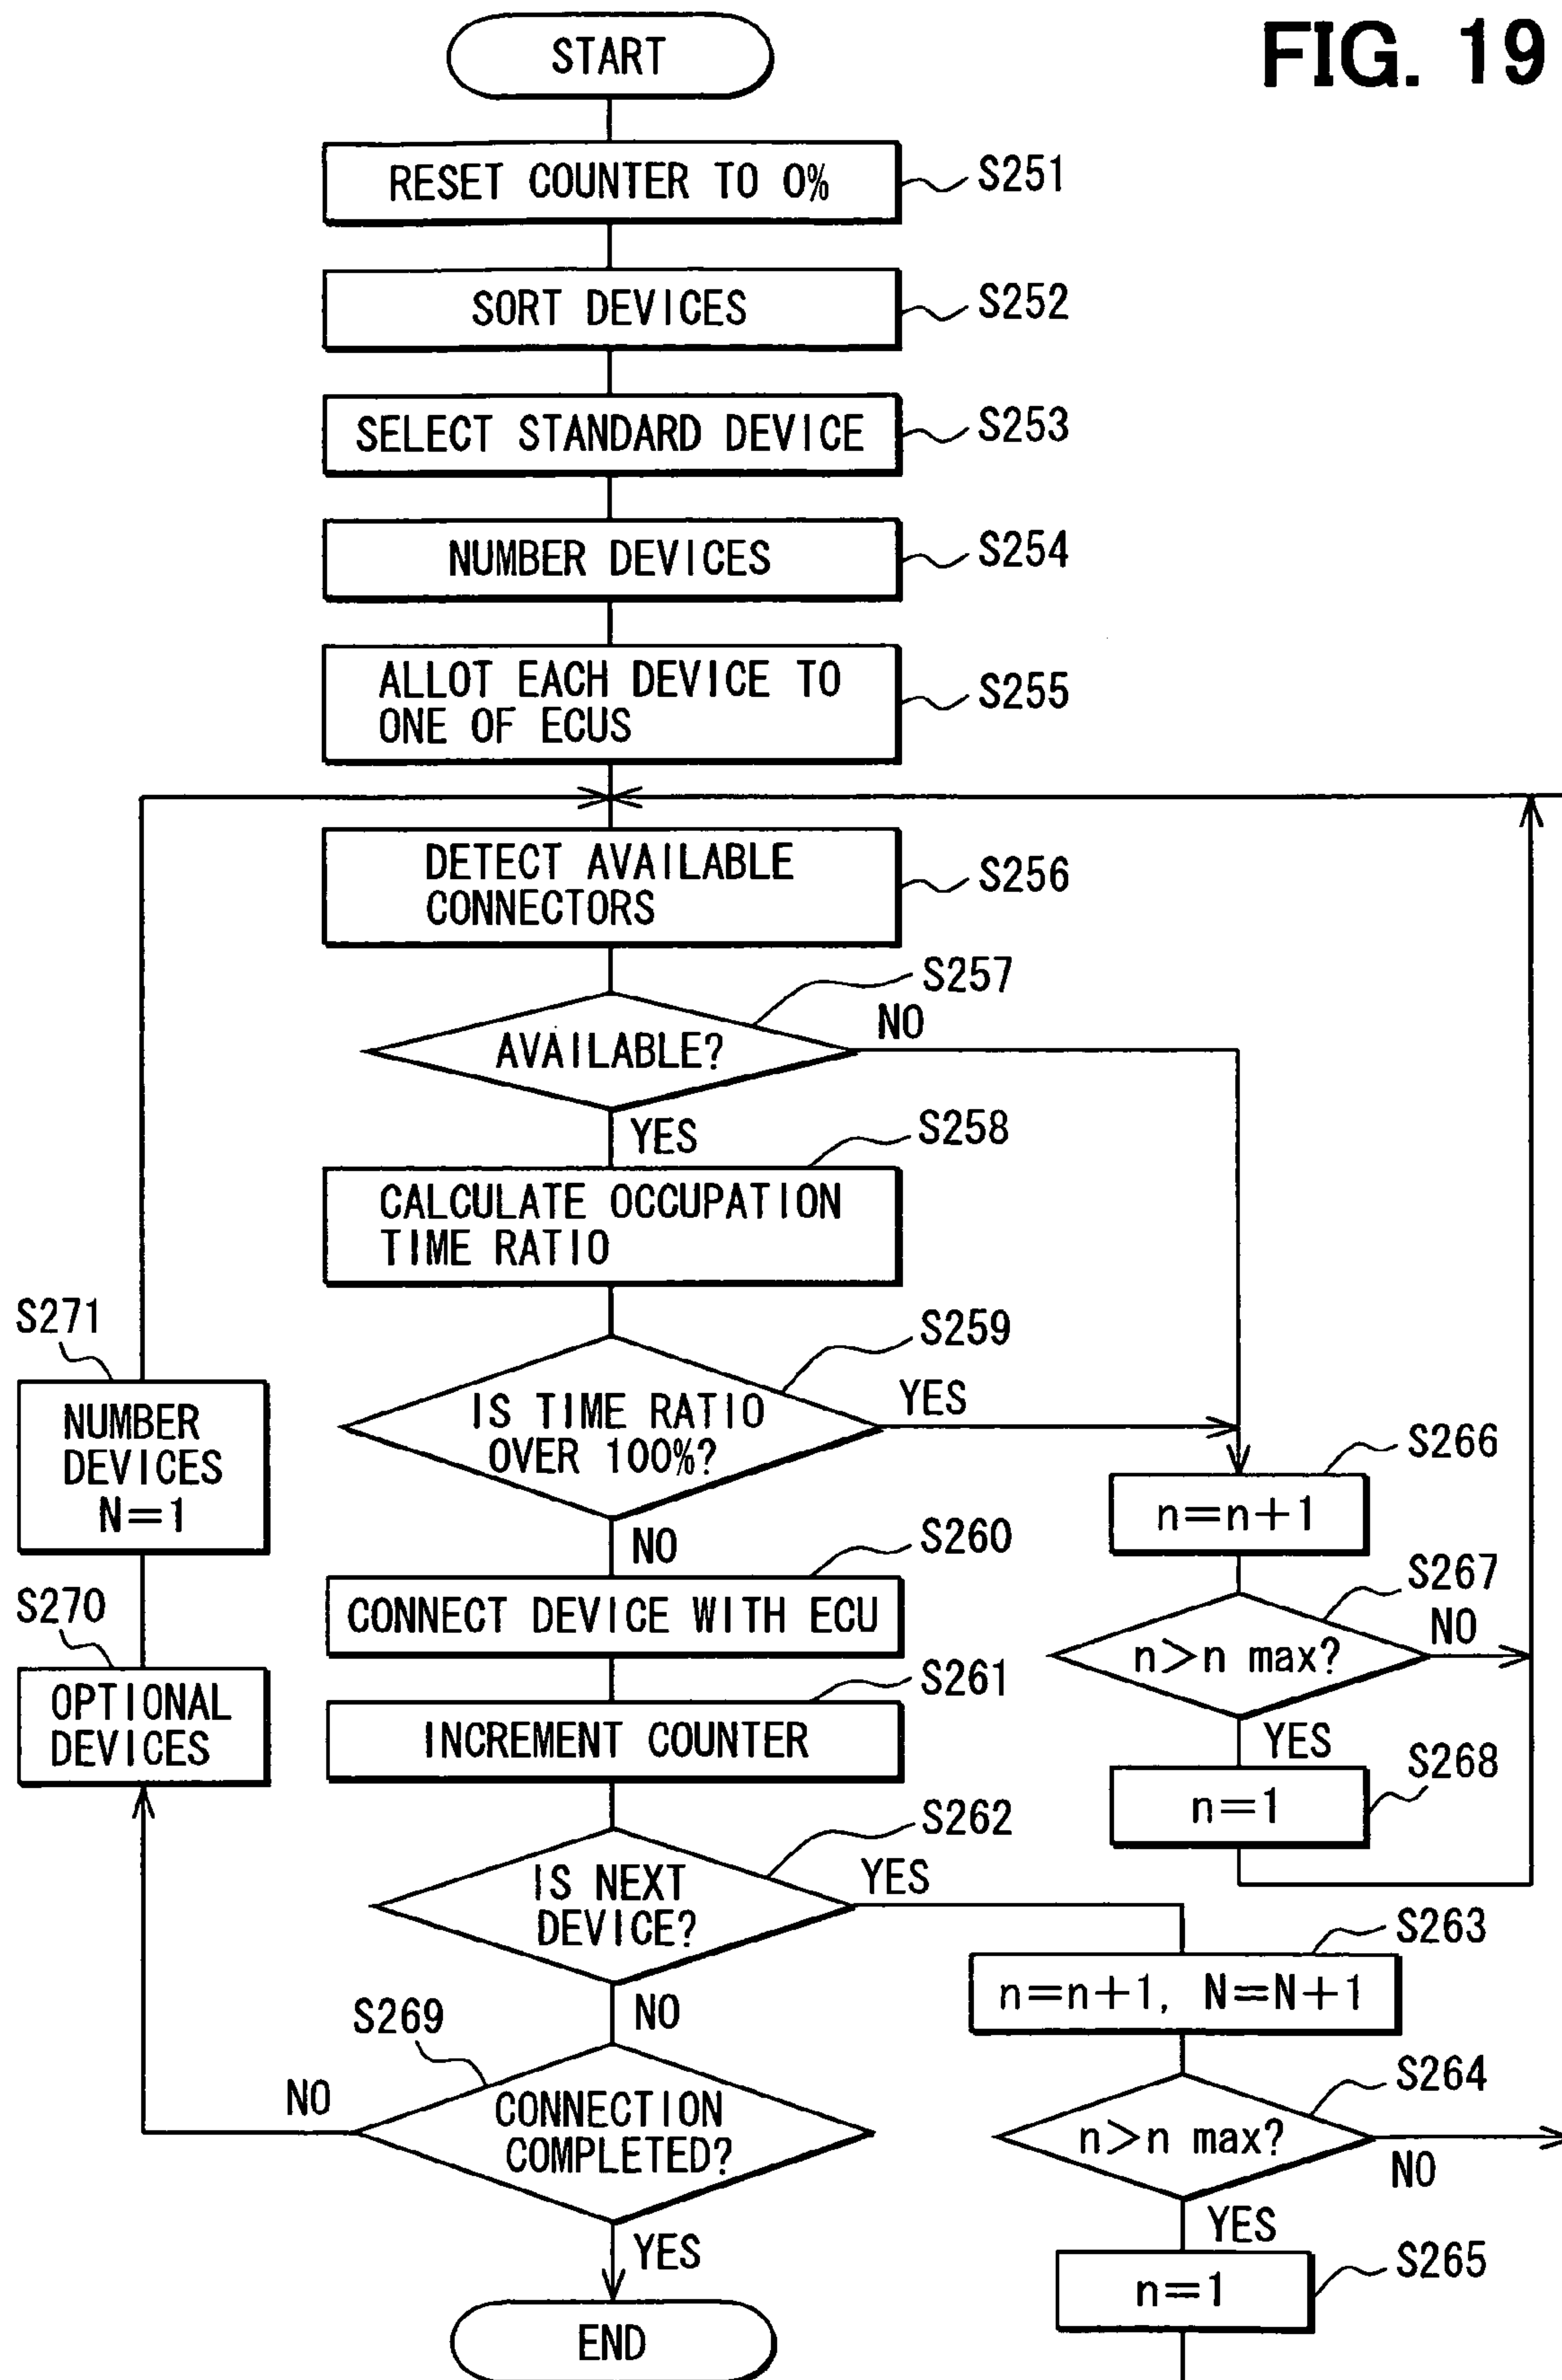 FIG. 19
START
RESET COUNTER TO 0%
S251
SORT DEVICES
S252
SELECT STANDARD DEVICE
S253
NUMBER DEVICES
S254
ALLOT EACH DEVICE TO
ONE OF ECUS
S255
DETECT AVAILABLE
CONNECTORS
S256
S257
AVAILABLE?
NO
YES
S258
CALCULATE OCCUPATION
TIME RATIO
S259
IS TIME RATIO
OVER 100%?
YES
NO
S271
NUMBER
DEVICES
N=1
S266
n=n+1
S260
CONNECT DEVICE WITH ECU
S267
n>n max?
NO
YES
S270
OPTIONAL
DEVICES
S261
INCREMENT COUNTER
S268
n=1
S262
IS NEXT
DEVICE?
YES
NO
S263
n=n+1, N=N+1
S269
CONNECTION
COMPLETED?
NO
YES
S264
n>n max?
NO
YES
S265
n=1
END